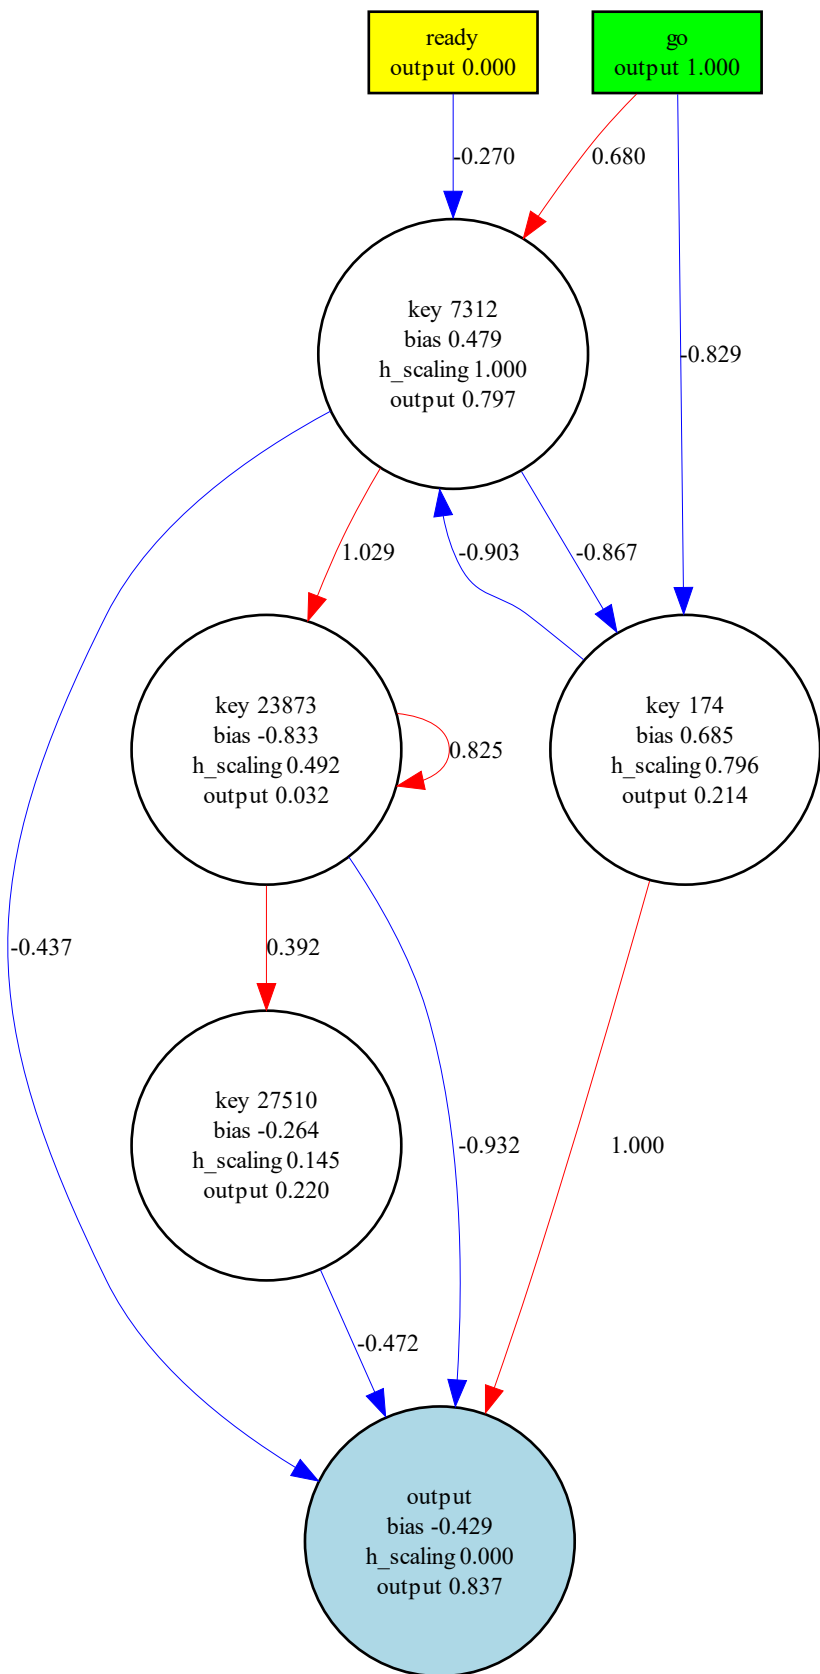 ready
output 0.000
go
output 1.000
-0.270
0.680
key 7312
bias 0.479
h_scaling 1.000
output 0.797
-0.829
1.029
-0.903
-0.867
key 23873
bias -0.833
h_scaling 0.492
output 0.032
0.825
key 174
bias 0.685
h_scaling 0.796
output 0.214
-0.437
0.392
key 27510
bias -0.264
h_scaling 0.145
output 0.220
-0.932
1.000
-0.472
output
bias -0.429
h_scaling 0.000
output 0.837